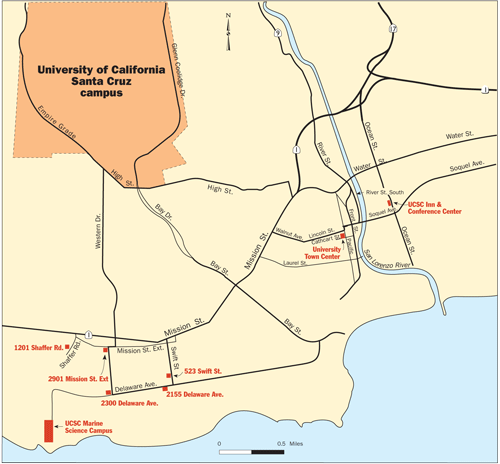 N
9
17
1
University of California
Santa Cruz
campus
Glenn Coolidge Dr.
Empire Grade
Ocean St.
1
River St.
Water St.
Water St.
High St.
High St.
Soquel Ave.
River St. South
UCSC Inn &
Conference Center
Western Dr.
Bay Dr.
Front St.
Soquel Ave.
Walnut Ave.
Lincoln St.
Cathcart St.
Mission St.
University
Town Center
Ocean St.
Laurel St.
San Lorenzo River
Bay St.
Bay St.
1
Mission St.
1201 Shaffer Rd.
Shaffer Rd.
Mission St. Ext.
Swift St.
2901 Mission St. Ext
523 Swift St.
Delaware Ave.
2300 Delaware Ave.
2155 Delaware Ave.
UCSC Marine
Science Campus
0
0.5 Miles